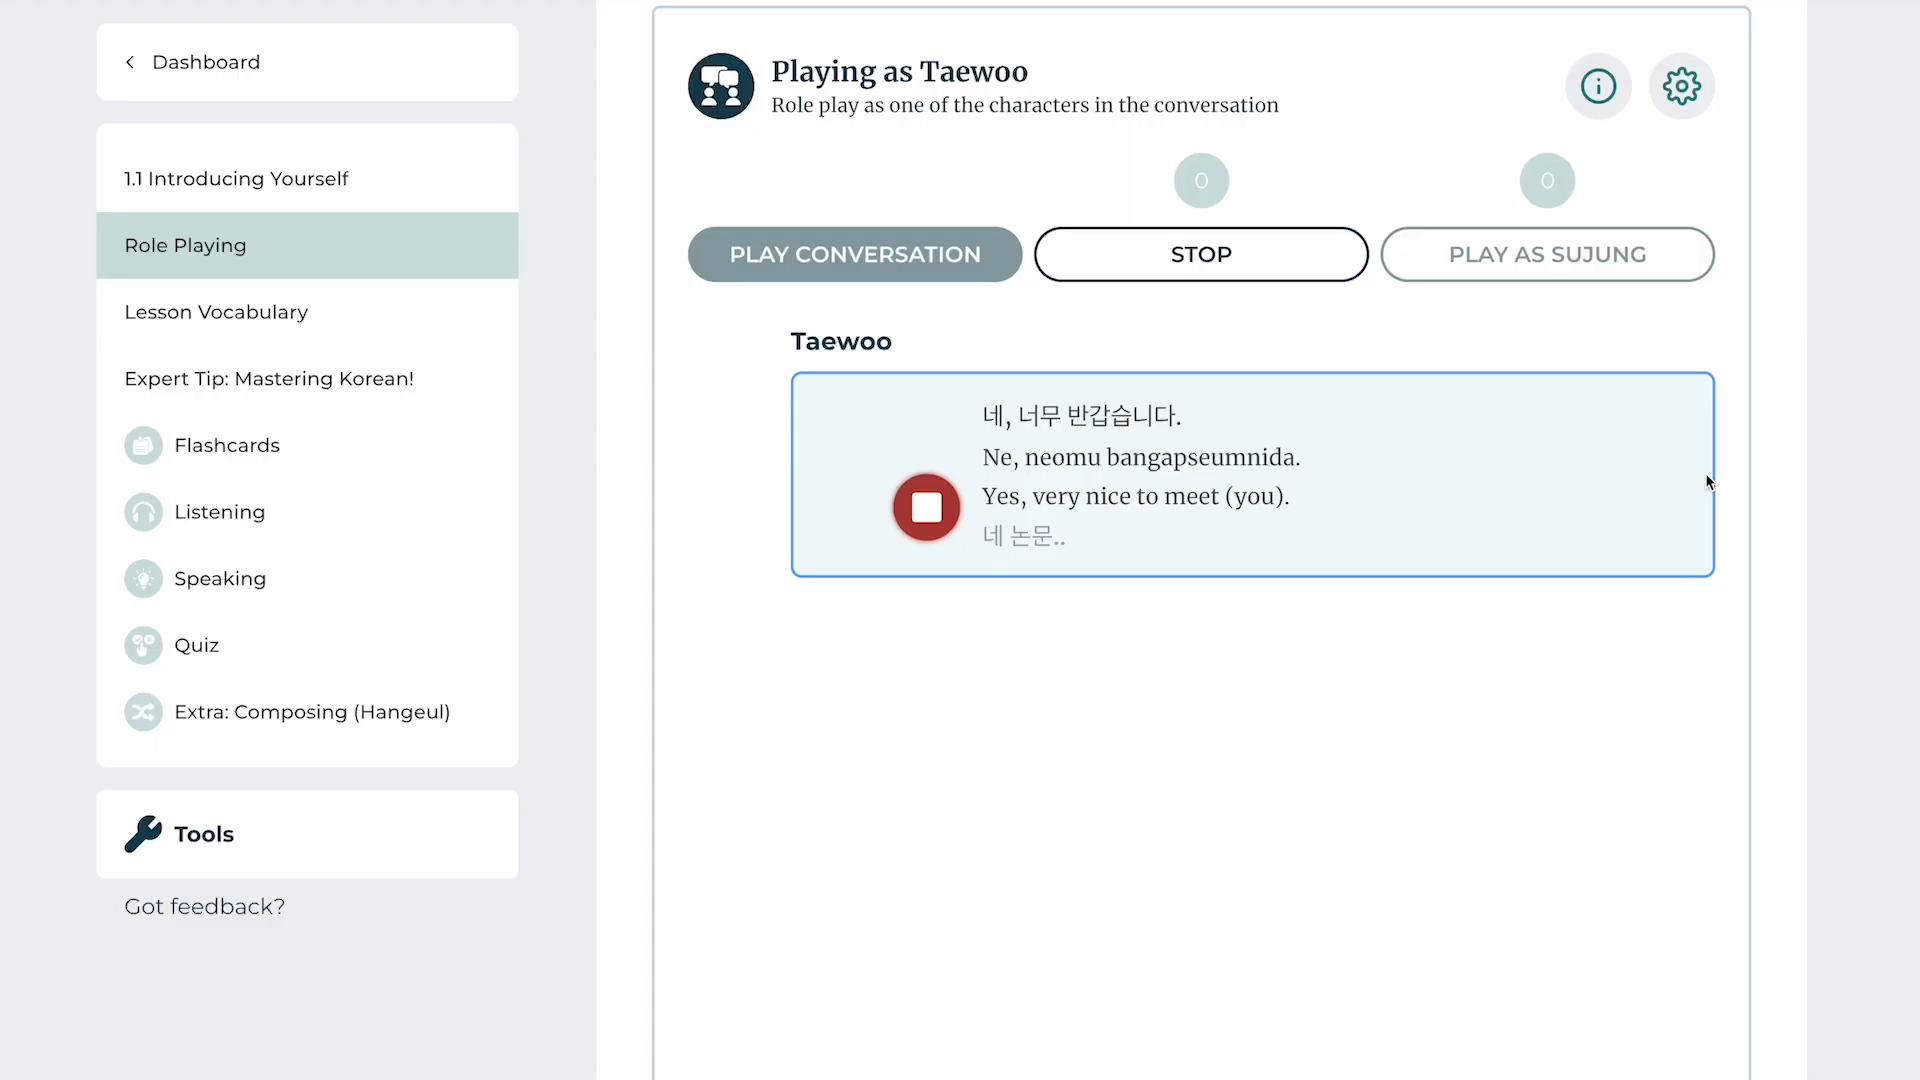 Dashboard
1.1 Introducing Yourself
Role Playing
Lesson Vocabulary
Expert Tip: Mastering Korean!
Flashcards
Listening
Speaking
Quiz
Extra: Composing (Hangeul)
Tools
Got feedback?
Playing as Taewoo
Role play as one of the characters in the conversation
0
0
PLAY CONVERSATION
STOP
PLAY AS SUJUNG
Taewoo
네, 너무 반갑습니다.
Ne, neomu bangapseumnida.
Yes, very nice to meet (you).
네 논문..